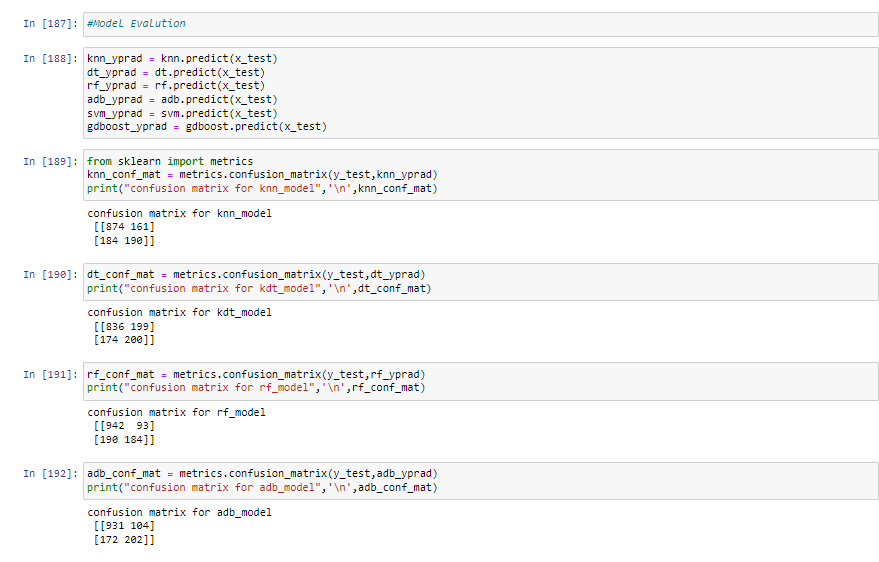 In [187]: #Model Evalution
In [188]: knn_yprad = knn.predict(x_test)
dt_yprad = dt.predict(x_test)
rf_yprad = rf.predict(x_test)
adb_yprad = adb.predict(x_test)
svm_yprad = svm.predict(x_test)
gdboost_yprad = gdboost.predict(x_test)
In [189]: from sklearn import metrics
knn_conf_mat = metrics.confusion_matrix(y_test,knn_yprad)
print("confusion matrix for knn_model",'\n',knn_conf_mat)
confusion matrix for knn_model
[[874 161]
[184 190]]
In [190]: dt_conf_mat = metrics.confusion_matrix(y_test,dt_yprad)
print("confusion matrix for kdt_model",'\n',dt_conf_mat)
confusion matrix for kdt_model
[[836 199]
[174 200]]
In [191]: rf_conf_mat = metrics.confusion_matrix(y_test,rf_yprad)
print("confusion matrix for rf_model",'\n',rf_conf_mat)
confusion matrix for rf_model
[[942  93]
[190 184]]
In [192]: adb_conf_mat = metrics.confusion_matrix(y_test,adb_yprad)
print("confusion matrix for adb_model",'\n',adb_conf_mat)
confusion matrix for adb_model
[[931 104]
[172 202]]